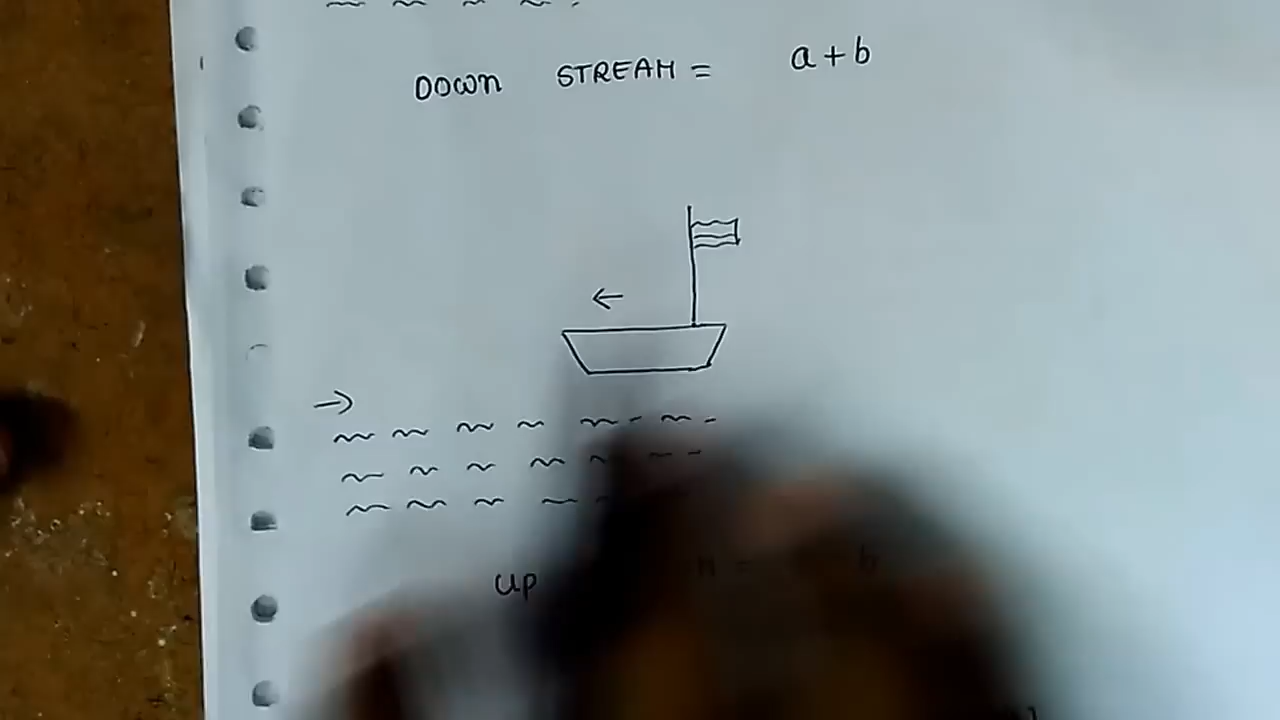 DOWN STREAM = a+b
up = b